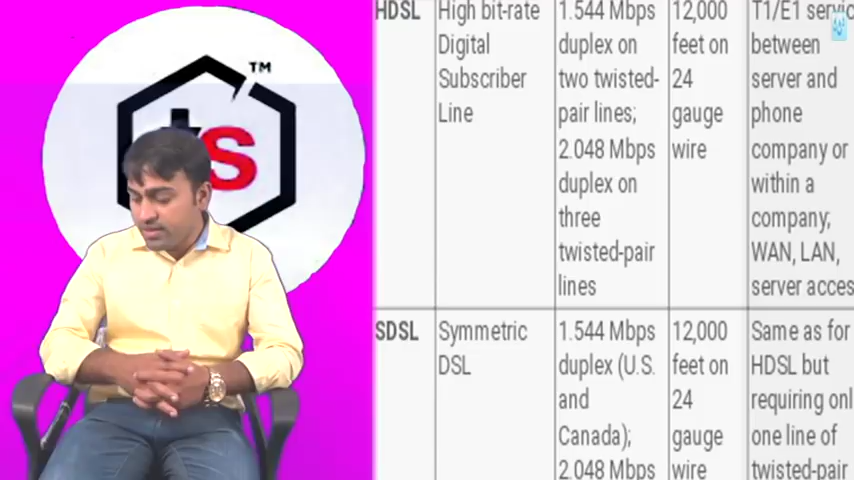 TM
S
HDSL
High bit-rate
Digital
Subscriber
Line
1.544 Mbps
duplex on
two twisted-
pair lines;
2.048 Mbps
duplex on
three
twisted-pair
lines
12,000
feet on
24
gauge
wire
T1/E1 servic
between
server and
phone
company or
within a
company;
WAN, LAN,
server acces
SDSL
Symmetric
DSL
1.544 Mbps
duplex (U.S.
and
Canada);
2.048 Mbps
12,000
feet on
24
gauge
wire
Same as for
HDSL but
requiring onl
one line of
twisted-pair